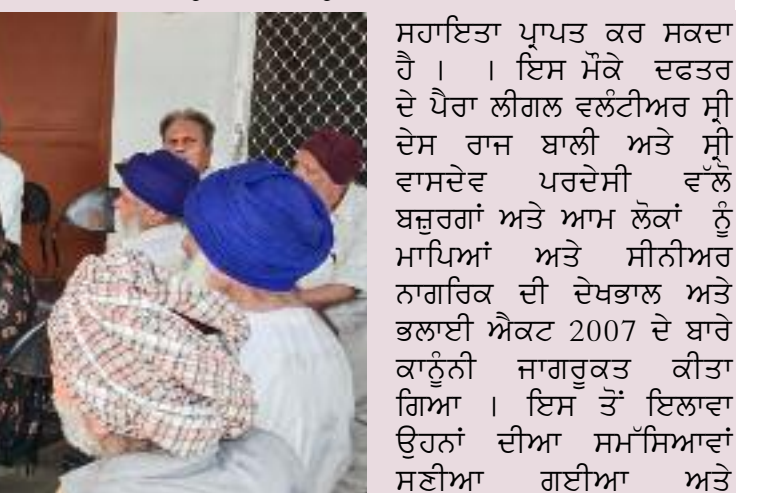 ਸਹਾਇਤਾ ਪ੍ਰਾਪਤ ਕਰ ਸਕਦਾ
ਹੈ । । ਇਸ ਮੌਕੇ ਦਫਤਰ
ਦੇ ਪੈਰਾ ਲੀਗਲ ਵਲੰਟੀਅਰ ਸ੍ਰੀ
ਦੇਸ ਰਾਜ ਬਾਲੀ ਅਤੇ ਸ੍ਰੀ
ਵਾਸਦੇਵ ਪਰਦੇਸੀ ਵੱਲੋ
ਬਜ਼ੁਰਗਾਂ ਅਤੇ ਆਮ ਲੋਕਾਂ ਨੂੰ
ਮਾਪਿਆਂ ਅਤੇ ਸੀਨੀਅਰ
ਨਾਗਰਿਕ ਦੀ ਦੇਖਭਾਲ ਅਤੇ
ਭਲਾਈ ਐਕਟ 2007 ਦੇ ਬਾਰੇ
ਕਾਨੂੰਨੀ ਜਾਗਰੂਕਤ ਕੀਤਾ
ਗਿਆ । ਇਸ ਤੋਂ ਇਲਾਵਾ
ਉਹਨਾਂ ਦੀਆ ਸਮੱਸਿਆਵਾਂ
ਸਣੀਆ ਗਈਆ ਅਤੇ